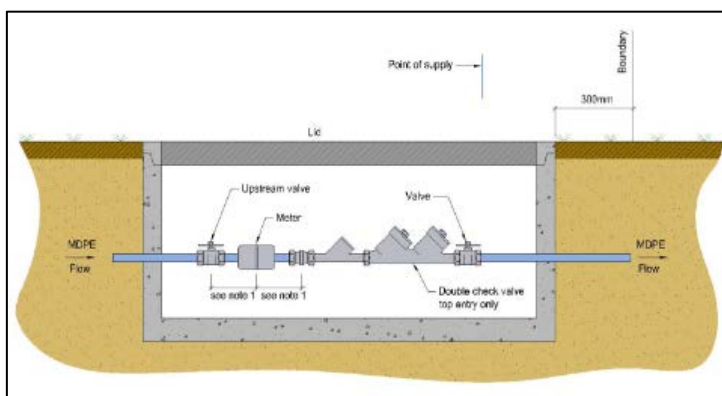 Point of supply
Boundary
300mm
Lid
Upstream valve
Meter
Valve
MDPE
Flow
MDPE
Flow
see note 1
see note 1
Double check valve
top entry only